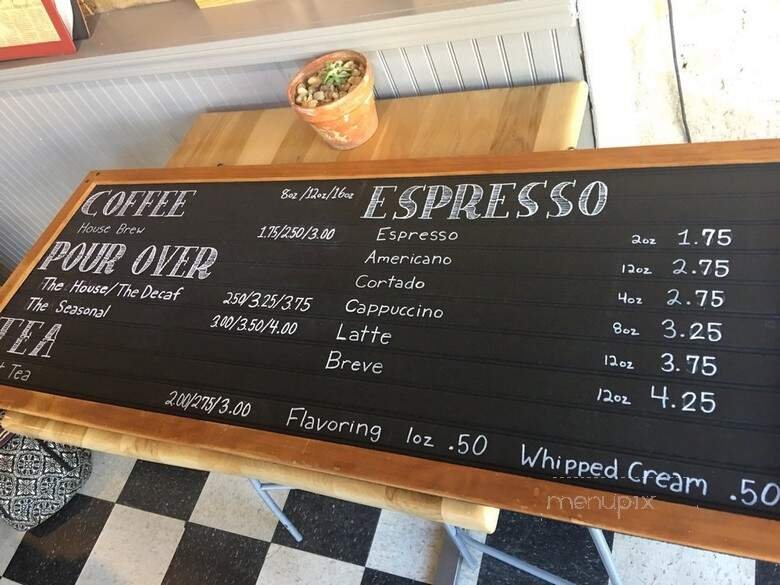 COFFEE 8oz/12oz/16oz
House Brew 1.75/2.50/3.00
POUR OVER
The House/The Decaf 2.50/3.25/3.75
The Seasonal 3.00/3.50/4.00
TEA
t Tea 2.00/2.75/3.00
ESPRESSO
Espresso 2oz 1.75
Americano 12oz 2.75
Cortado 4oz 2.75
Cappuccino 8oz 3.25
Latte 12oz 3.75
Breve 12oz 4.25
Flavoring 1oz .50 Whipped Cream .50
menupix